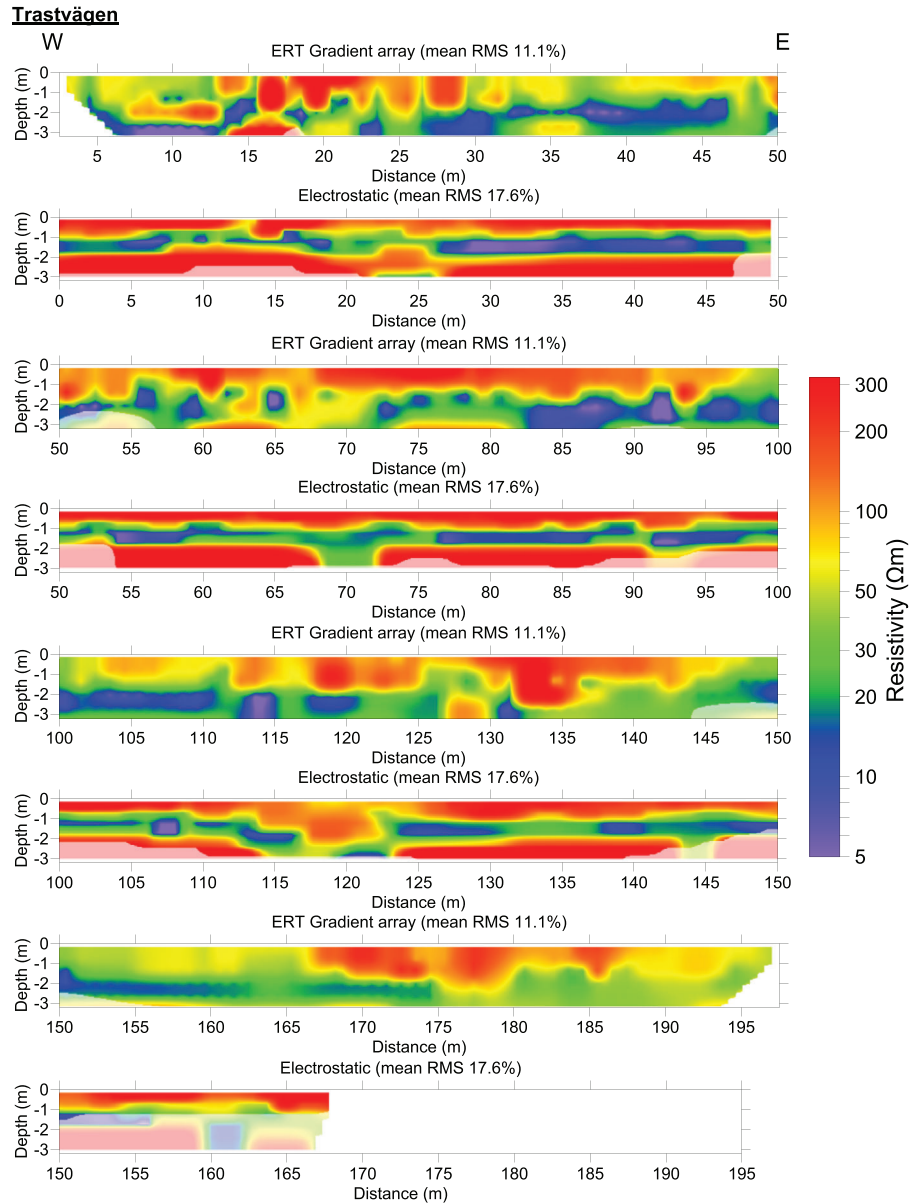 Trastvägen
W E
ERT Gradient array (mean RMS 11.1%)
Depth (m)
0
-1
-2
-3
5 10 15 20 25 30 35 40 45 50
Distance (m)
Electrostatic (mean RMS 17.6%)
Depth (m)
0
-1
-2
-3
0 5 10 15 20 25 30 35 40 45 50
Distance (m)
ERT Gradient array (mean RMS 11.1%)
Depth (m)
0
-1
-2
-3
50 55 60 65 70 75 80 85 90 95 100
Distance (m)
Electrostatic (mean RMS 17.6%)
Depth (m)
0
-1
-2
-3
50 55 60 65 70 75 80 85 90 95 100
Distance (m)
ERT Gradient array (mean RMS 11.1%)
Depth (m)
0
-1
-2
-3
100 105 110 115 120 125 130 135 140 145 150
Distance (m)
Electrostatic (mean RMS 17.6%)
Depth (m)
0
-1
-2
-3
100 105 110 115 120 125 130 135 140 145 150
Distance (m)
ERT Gradient array (mean RMS 11.1%)
Depth (m)
0
-1
-2
-3
150 155 160 165 170 175 180 185 190 195
Distance (m)
Electrostatic (mean RMS 17.6%)
Depth (m)
0
-1
-2
-3
150 155 160 165 170 175 180 185 190 195
Distance (m)
300
200
100
50
30
20
10
5
Resistivity (Ωm)